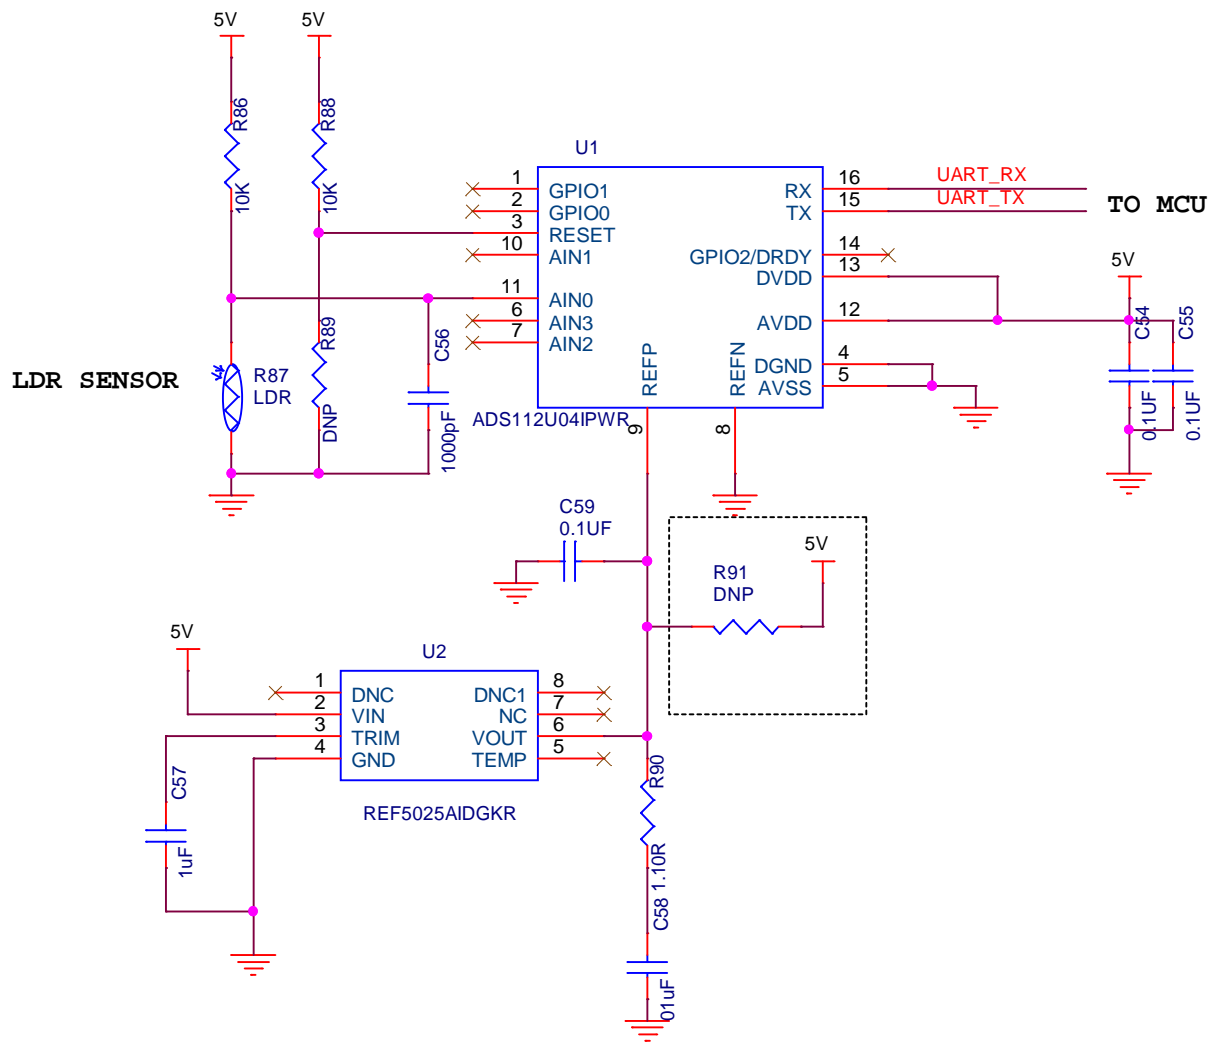 5V
5V
R86
10K
R88
10K
U1
1
GPIO1
2
GPIO0
3
RESET
10
AIN1
11
AIN0
6
AIN3
7
AIN2
16
RX
UART_RX
15
TX
UART_TX
TO MCU
14
GPIO2/DRDY
13
DVDD
12
AVDD
4
DGND
5
AVSS
REFP
REFN
9
8
ADS112U04IPWR
5V
C54
0.1UF
C55
0.1UF
LDR SENSOR
R87
LDR
R89
DNP
C56
1000pF
C59
0.1UF
R91
DNP
5V
5V
U2
1
DNC
2
VIN
3
TRIM
4
GND
8
DNC1
7
NC
6
VOUT
5
TEMP
REF5025AIDGKR
C57
1uF
R90
1.10R
C58
01uF